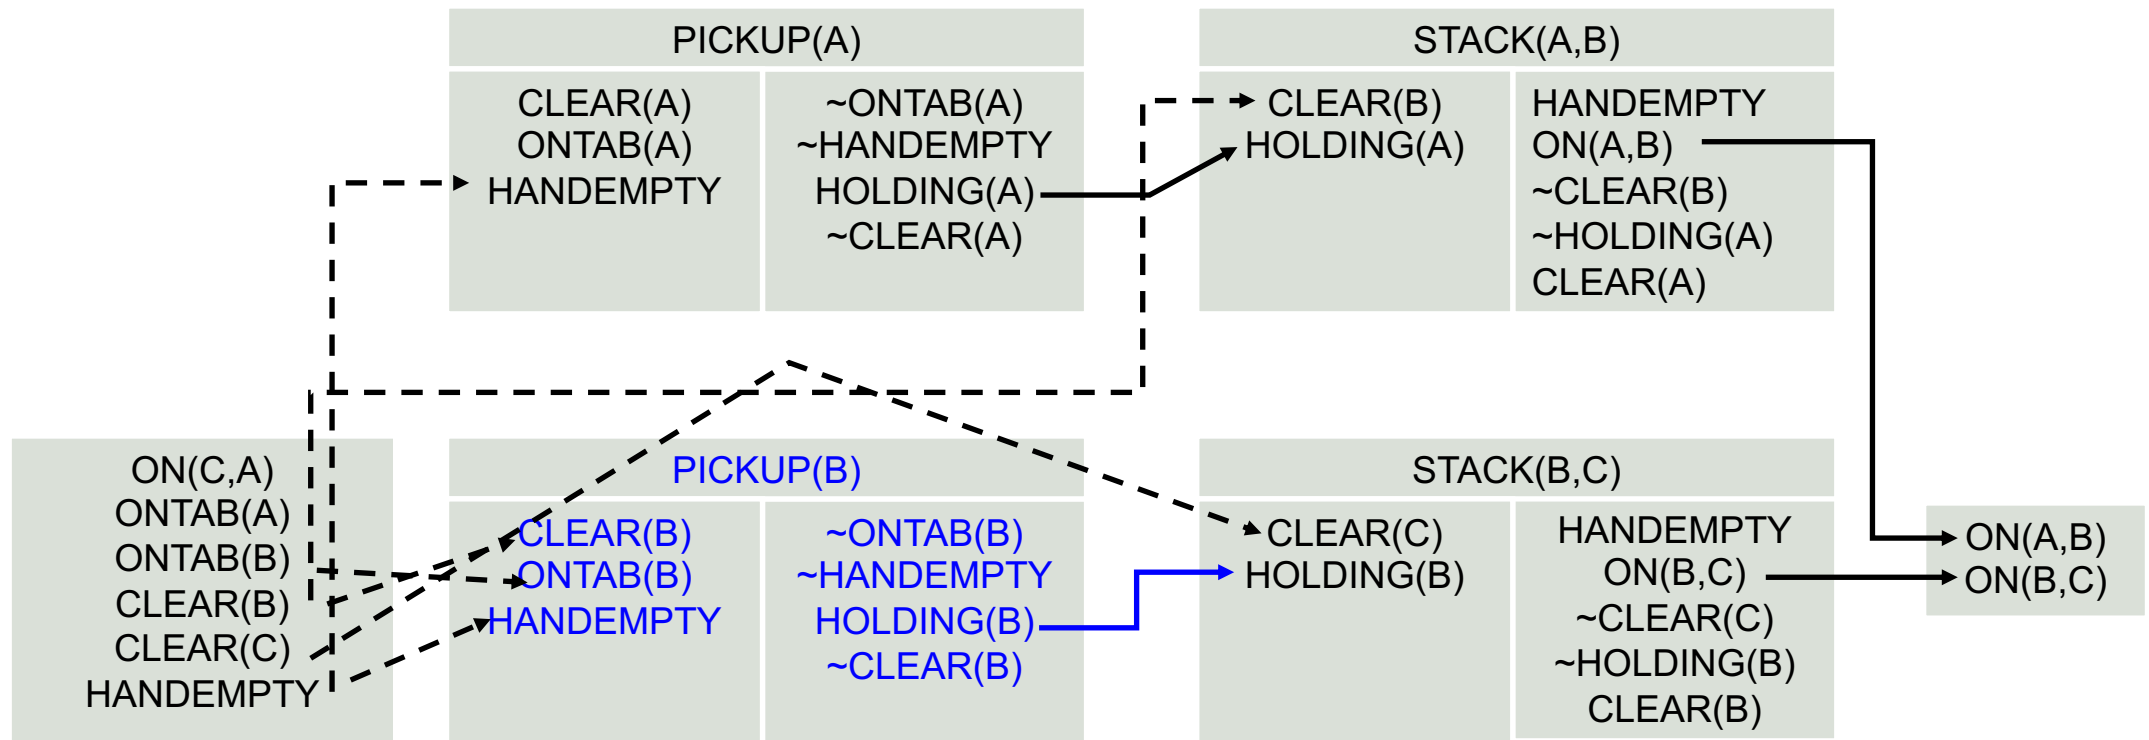 PICKUP(A)
CLEAR(A)
ONTAB(A)
HANDEMPTY
~ONTAB(A)
~HANDEMPTY
HOLDING(A)
~CLEAR(A)
STACK(A,B)
CLEAR(B)
HOLDING(A)
HANDEMPTY
ON(A,B)
~CLEAR(B)
~HOLDING(A)
CLEAR(A)
ON(C,A)
ONTAB(A)
ONTAB(B)
CLEAR(B)
CLEAR(C)
HANDEMPTY
PICKUP(B)
CLEAR(B)
ONTAB(B)
HANDEMPTY
~ONTAB(B)
~HANDEMPTY
HOLDING(B)
~CLEAR(B)
STACK(B,C)
CLEAR(C)
HOLDING(B)
HANDEMPTY
ON(B,C)
~CLEAR(C)
~HOLDING(B)
CLEAR(B)
ON(A,B)
ON(B,C)